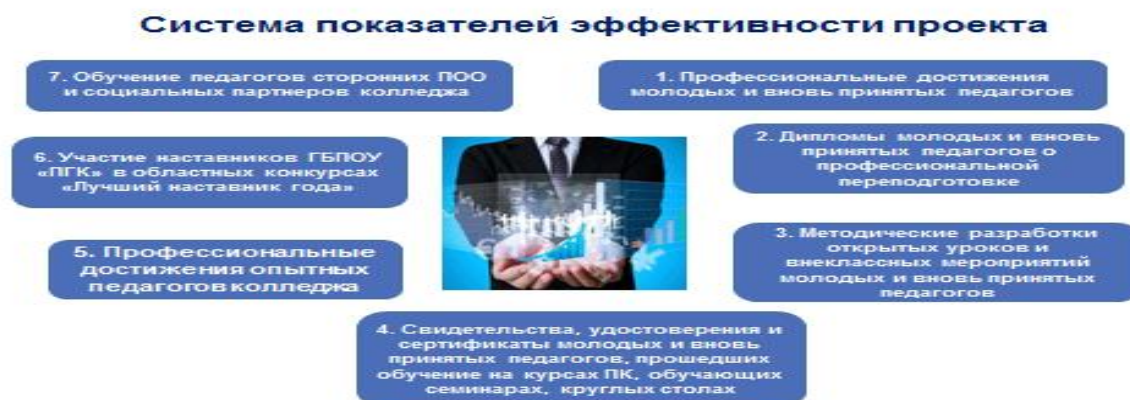 Система показателей эффективности проекта
1. Профессиональные достижения
молодых и вновь принятых педагогов
2. Дипломы молодых и вновь
принятых педагогов о
профессиональной
переподготовке
3. Методические разработки
открытых уроков и
внеклассных мероприятий
молодых и вновь принятых
педагогов
4. Свидетельства, удостоверения и
сертификаты молодых и вновь
принятых педагогов, прошедших
обучение на курсах ПК, обучающих
семинарах, круглых столах
5. Профессиональные
достижения опытных
педагогов колледжа
6. Участие наставников ГБПОУ
«ПГК» в областных конкурсах
«Лучший наставник года»
7. Обучение педагогов сторонних ПОО
и социальных партнеров колледжа